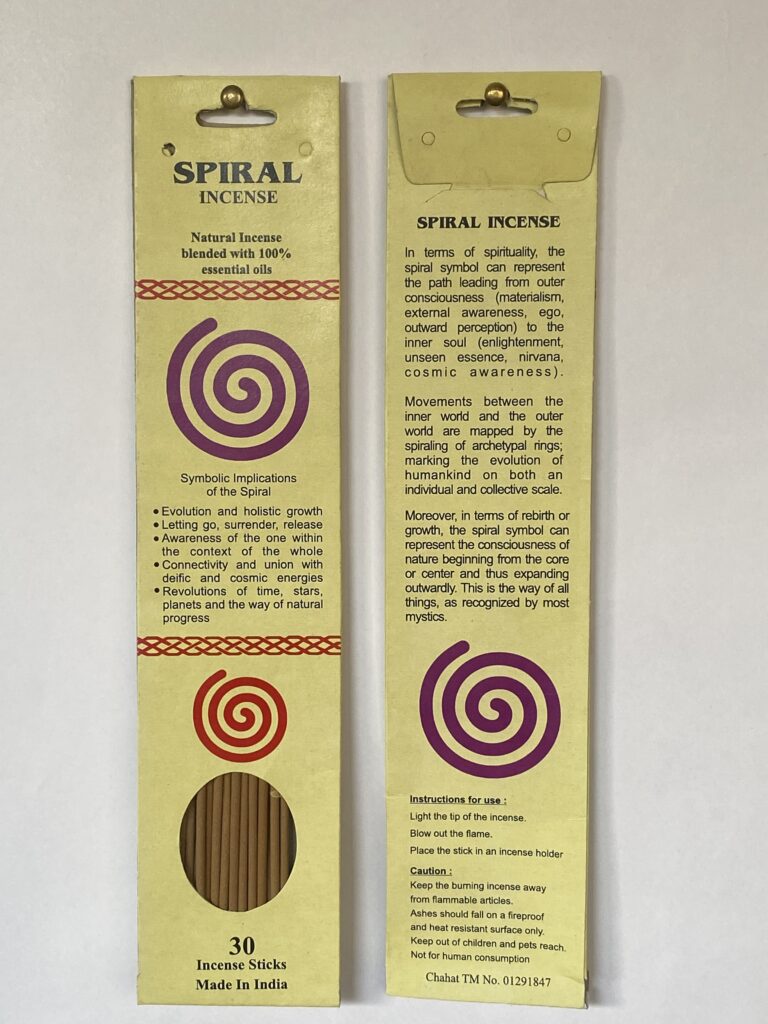 SPIRAL
INCENSE
Natural Incense
blended with 100%
essential oils
Symbolic Implications
of the Spiral
• Evolution and holistic growth
• Letting go, surrender, release
• Awareness of the one within
the context of the whole
• Connectivity and union with
deific and cosmic energies
• Revolutions of time, stars,
planets and the way of natural
progress
30
Incense Sticks
Made In India
SPIRAL INCENSE
In terms of spirituality, the
spiral symbol can represent
the path leading from outer
consciousness (materialism,
external awareness, ego,
outward perception) to the
inner soul (enlightenment,
unseen essence, nirvana,
cosmic awareness).
Movements between the
inner world and the outer
world are mapped by the
spiraling of archetypal rings;
marking the evolution of
humankind on both an
individual and collective scale.
Moreover, in terms of rebirth or
growth, the spiral symbol can
represent the consciousness of
nature beginning from the core
or center and thus expanding
outwardly. This is the way of all
things, as recognized by most
mystics.
Instructions for use :
Light the tip of the incense.
Blow out the flame.
Place the stick in an incense holder
Caution :
Keep the burning incense away
from flammable articles.
Ashes should fall on a fireproof
and heat resistant surface only.
Keep out of children and pets reach.
Not for human consumption
Chahat TM No. 01291847